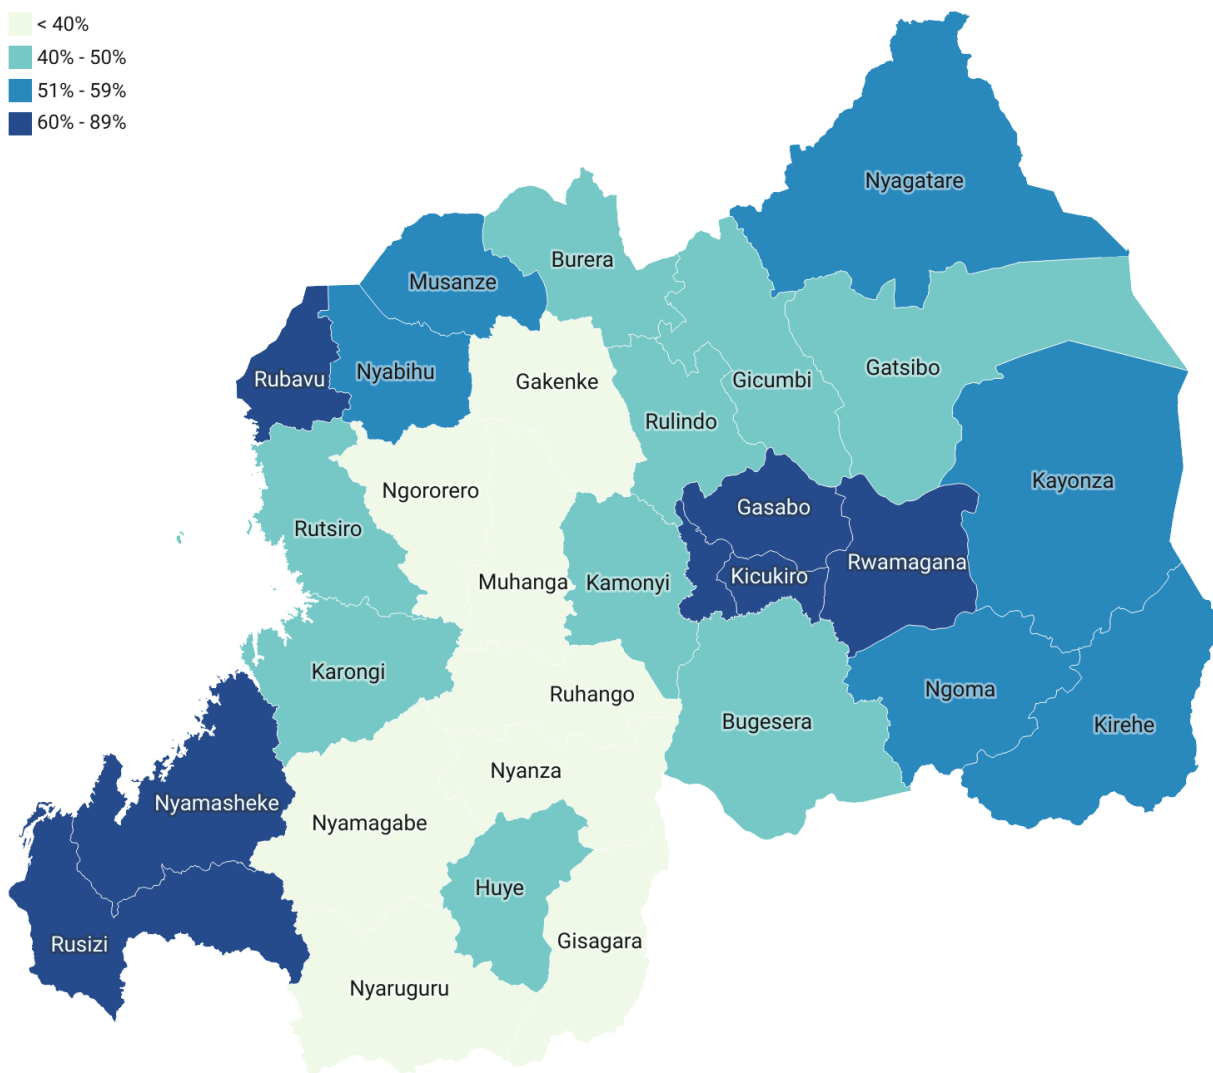 < 40%
40% - 50%
51% - 59%
60% - 89%
Nyagatare
Burera
Musanze
Gatsibo
Nyabihu
Rubavu
Gakenke
Gicumbi
Rulindo
Kayonza
Ngororero
Gasabo
Rutsiro
Rwamagana
Kicukiro
Muhanga
Kamonyi
Karongi
Ngoma
Ruhango
Bugesera
Kirehe
Nyanza
Nyamasheke
Nyamagabe
Huye
Gisagara
Rusizi
Nyaruguru